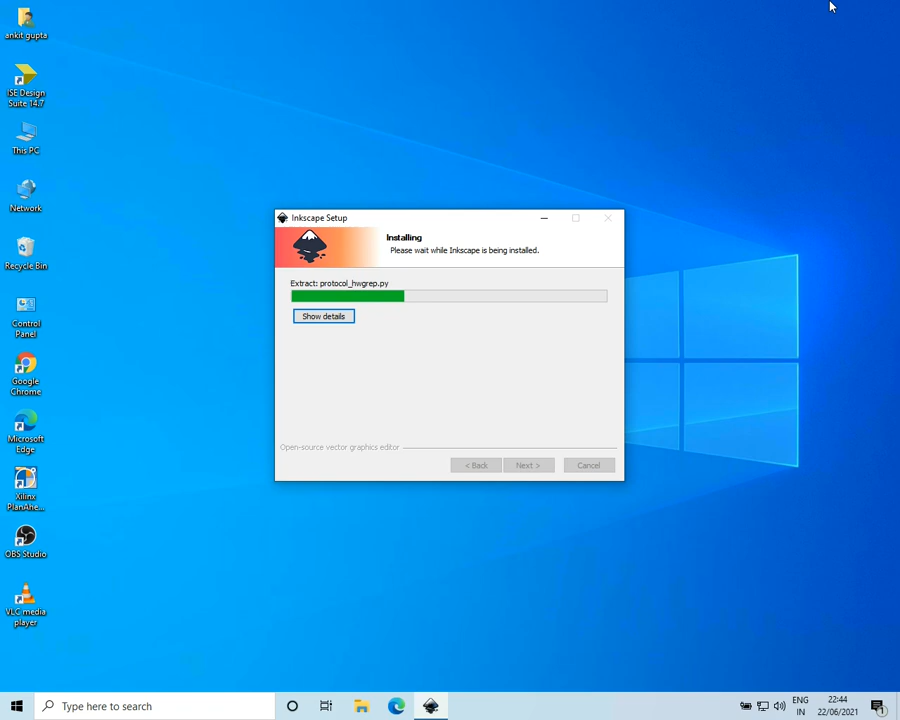 ankit gupta
ISE Design
Suite 14.7
This PC
Network
Recycle Bin
Control
Panel
Google
Chrome
Microsoft
Edge
Xilinx
PlanAhe...
OBS Studio
VLC media
player
Inkscape Setup
Installing
Please wait while Inkscape is being installed.
Extract: protocol_hwgrep.py
Show details
Open-source vector graphics editor
< Back
Next >
Cancel
Type here to search
ENG
IN
22:44
22/06/2021
1